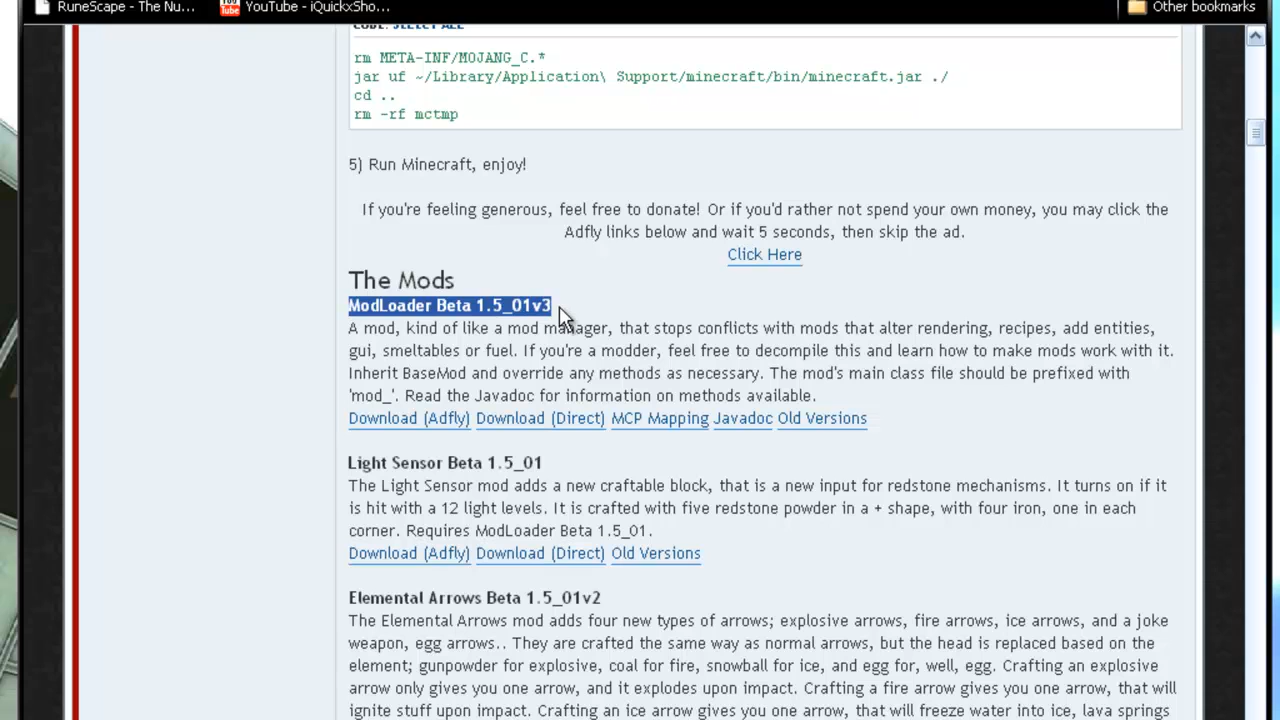 RuneScape - The Nu...
You Tube
YouTube - iQuickxSho...
Other bookmarks
CODE: SELECT ALL
rm META-INF/MOJANG_C.*
jar uf ~/Library/Application\ Support/minecraft/bin/minecraft.jar ./
cd ..
rm -rf mctmp
5) Run Minecraft, enjoy!
If you're feeling generous, feel free to donate! Or if you'd rather not spend your own money, you may click the
Adfly links below and wait 5 seconds, then skip the ad.
Click Here
The Mods
ModLoader Beta 1.5_01v3
A mod, kind of like a mod manager, that stops conflicts with mods that alter rendering, recipes, add entities,
gui, smeltables or fuel. If you're a modder, feel free to decompile this and learn how to make mods work with it.
Inherit BaseMod and override any methods as necessary. The mod's main class file should be prefixed with
'mod_'. Read the Javadoc for information on methods available.
Download (Adfly) Download (Direct) MCP Mapping Javadoc Old Versions
Light Sensor Beta 1.5_01
The Light Sensor mod adds a new craftable block, that is a new input for redstone mechanisms. It turns on if it
is hit with a 12 light levels. It is crafted with five redstone powder in a + shape, with four iron, one in each
corner. Requires ModLoader Beta 1.5_01.
Download (Adfly) Download (Direct) Old Versions
Elemental Arrows Beta 1.5_01v2
The Elemental Arrows mod adds four new types of arrows; explosive arrows, fire arrows, ice arrows, and a joke
weapon, egg arrows.. They are crafted the same way as normal arrows, but the head is replaced based on the
element; gunpowder for explosive, coal for fire, snowball for ice, and egg for, well, egg. Crafting an explosive
arrow only gives you one arrow, and it explodes upon impact. Crafting a fire arrow gives you one arrow, that will
ignite stuff upon impact. Crafting an ice arrow gives you one arrow, that will freeze water into ice, lava springs